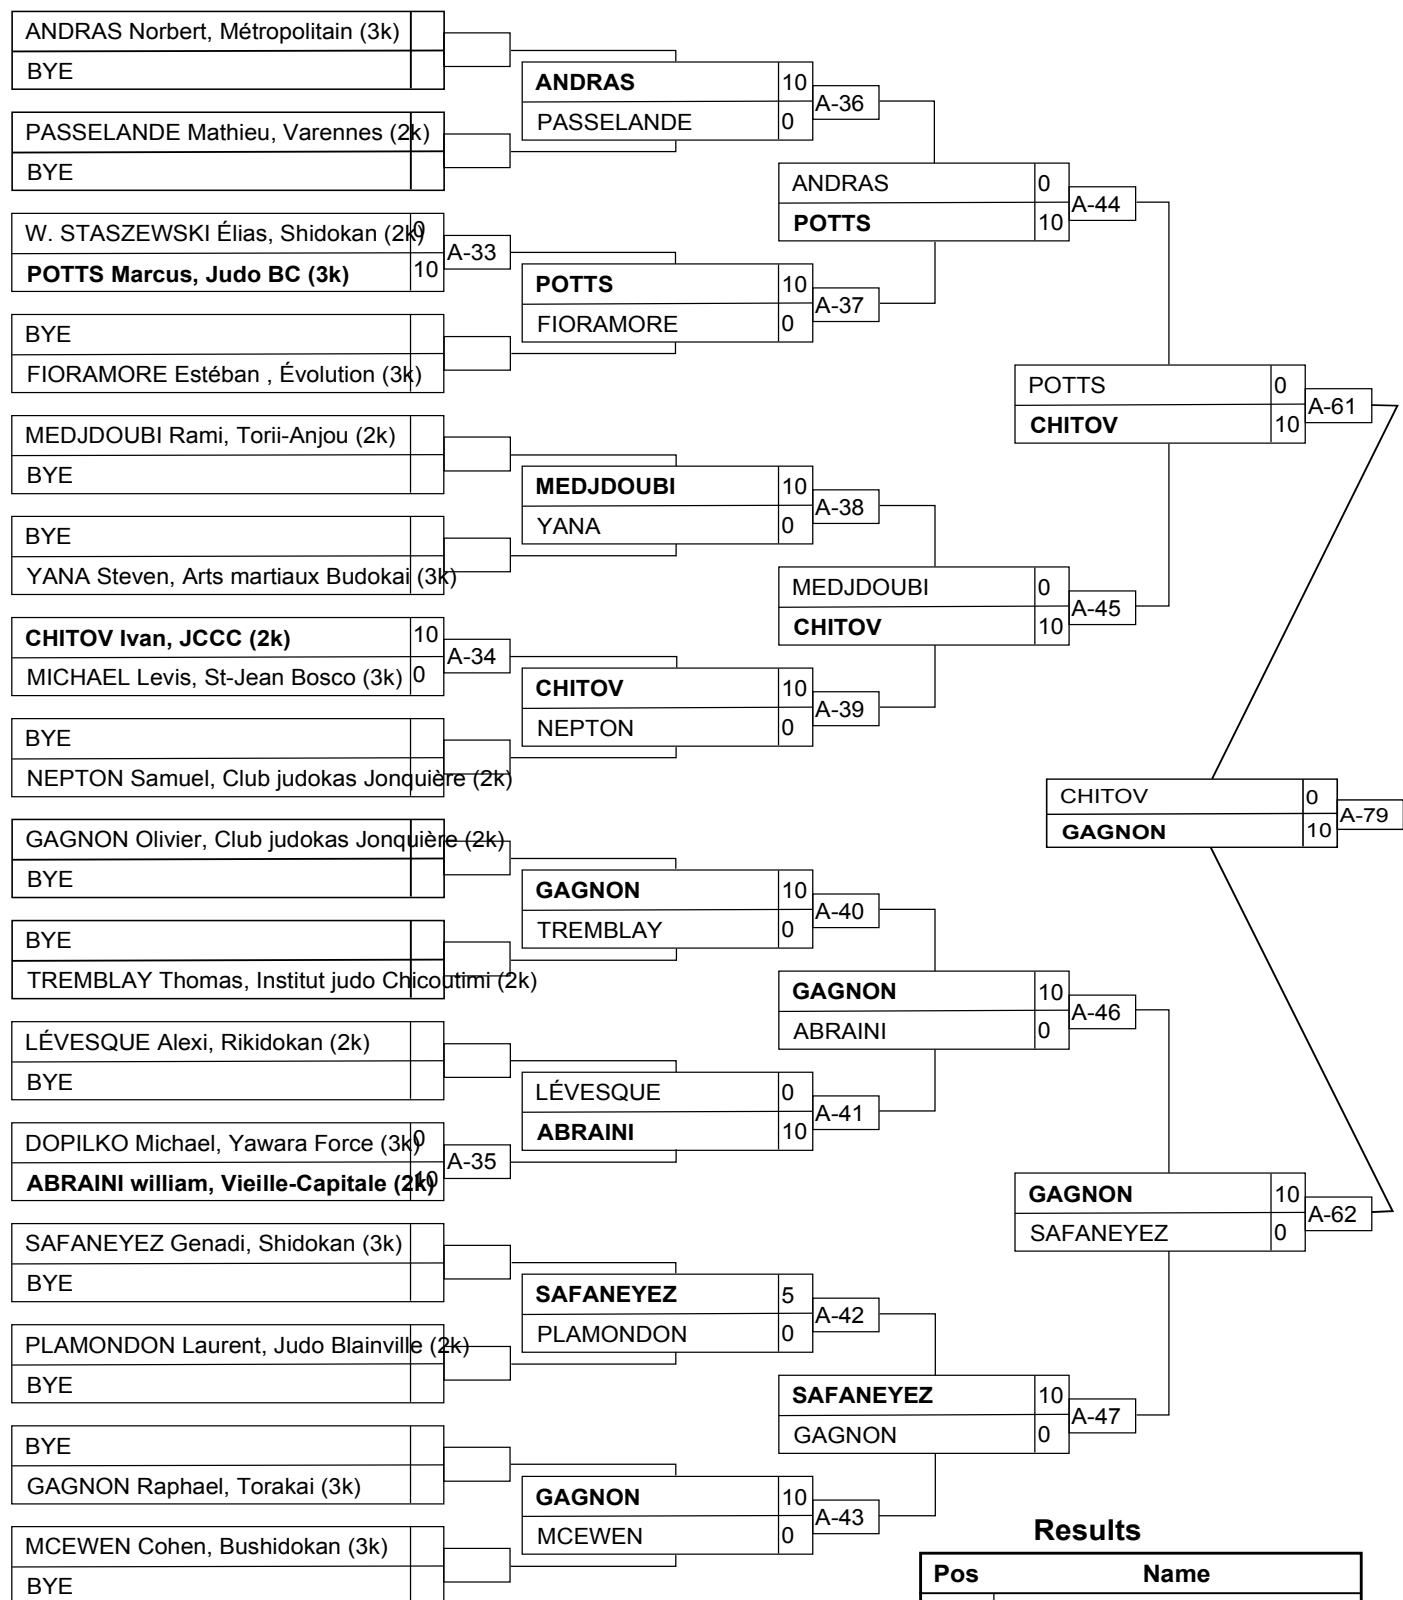 ANDRAS Norbert, Métropolitain (3k)
BYE
PASSELANDE Mathieu, Varennes (2k)
BYE
W. STASZEWSKI Élias, Shidokan (2k) 0
POTTS Marcus, Judo BC (3k) 10
A-33
BYE
FIORAMORE Estéban , Évolution (3k)
MEDJDOUBI Rami, Torii-Anjou (2k)
BYE
BYE
YANA Steven, Arts martiaux Budokai (3k)
CHITOV Ivan, JCCC (2k) 10
MICHAEL Levis, St-Jean Bosco (3k) 0
A-34
BYE
NEPTON Samuel, Club judokas Jonquière (2k)
GAGNON Olivier, Club judokas Jonquière (2k)
BYE
BYE
TREMBLAY Thomas, Institut judo Chicoutimi (2k)
LÉVESQUE Alexi, Rikidokan (2k)
BYE
DOPILKO Michael, Yawara Force (3k) 0
ABRAINI william, Vieille-Capitale (2k) 10
A-35
SAFANEYEZ Genadi, Shidokan (3k)
BYE
PLAMONDON Laurent, Judo Blainville (2k)
BYE
BYE
GAGNON Raphael, Torakai (3k)
MCEWEN Cohen, Bushidokan (3k)
BYE
ANDRAS 10
PASSELANDE 0
A-36
POTTS 10
FIORAMORE 0
A-37
MEDJDOUBI 10
YANA 0
A-38
CHITOV 10
NEPTON 0
A-39
GAGNON 10
TREMBLAY 0
A-40
LÉVESQUE 0
ABRAINI 10
A-41
SAFANEYEZ 5
PLAMONDON 0
A-42
GAGNON 10
MCEWEN 0
A-43
ANDRAS 0
POTTS 10
A-44
MEDJDOUBI 0
CHITOV 10
A-45
GAGNON 10
ABRAINI 0
A-46
SAFANEYEZ 10
GAGNON 0
A-47
POTTS 0
CHITOV 10
A-61
GAGNON 10
SAFANEYEZ 0
A-62
CHITOV 0
GAGNON 10
A-79
Results
Pos Name